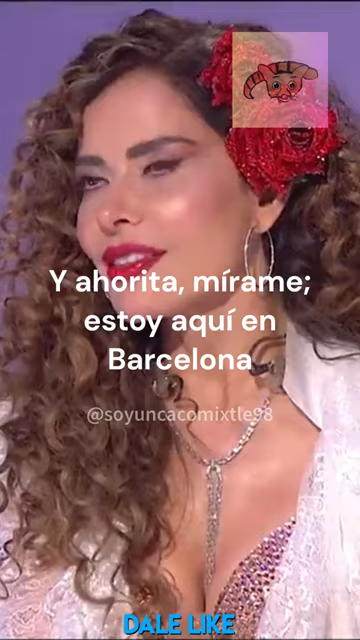 Y ahorita, mírame;
estoy aquí en
Barcelona
@soyuncacomixtle98
DALE LIKE